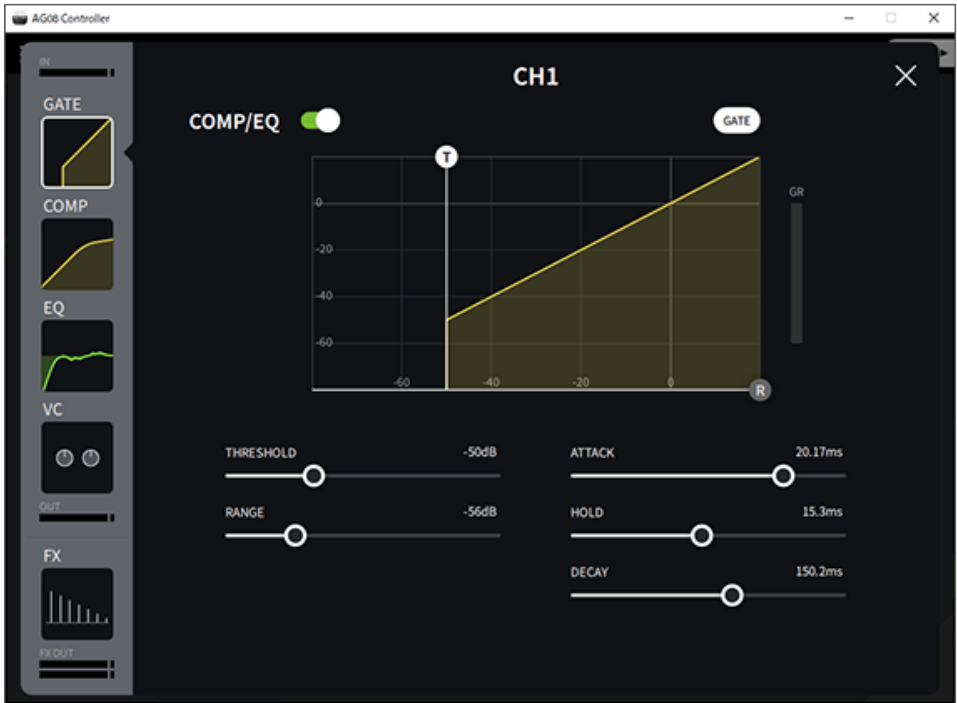 AG08 Controller
IN
GATE
COMP
EQ
VC
OUT
FX
FX OUT
CH1
COMP/EQ
GATE
T
0
-20
-40
-60
-60
-40
-20
0
R
GR
THRESHOLD
-50dB
RANGE
-56dB
ATTACK
20.17ms
HOLD
15.3ms
DECAY
150.2ms